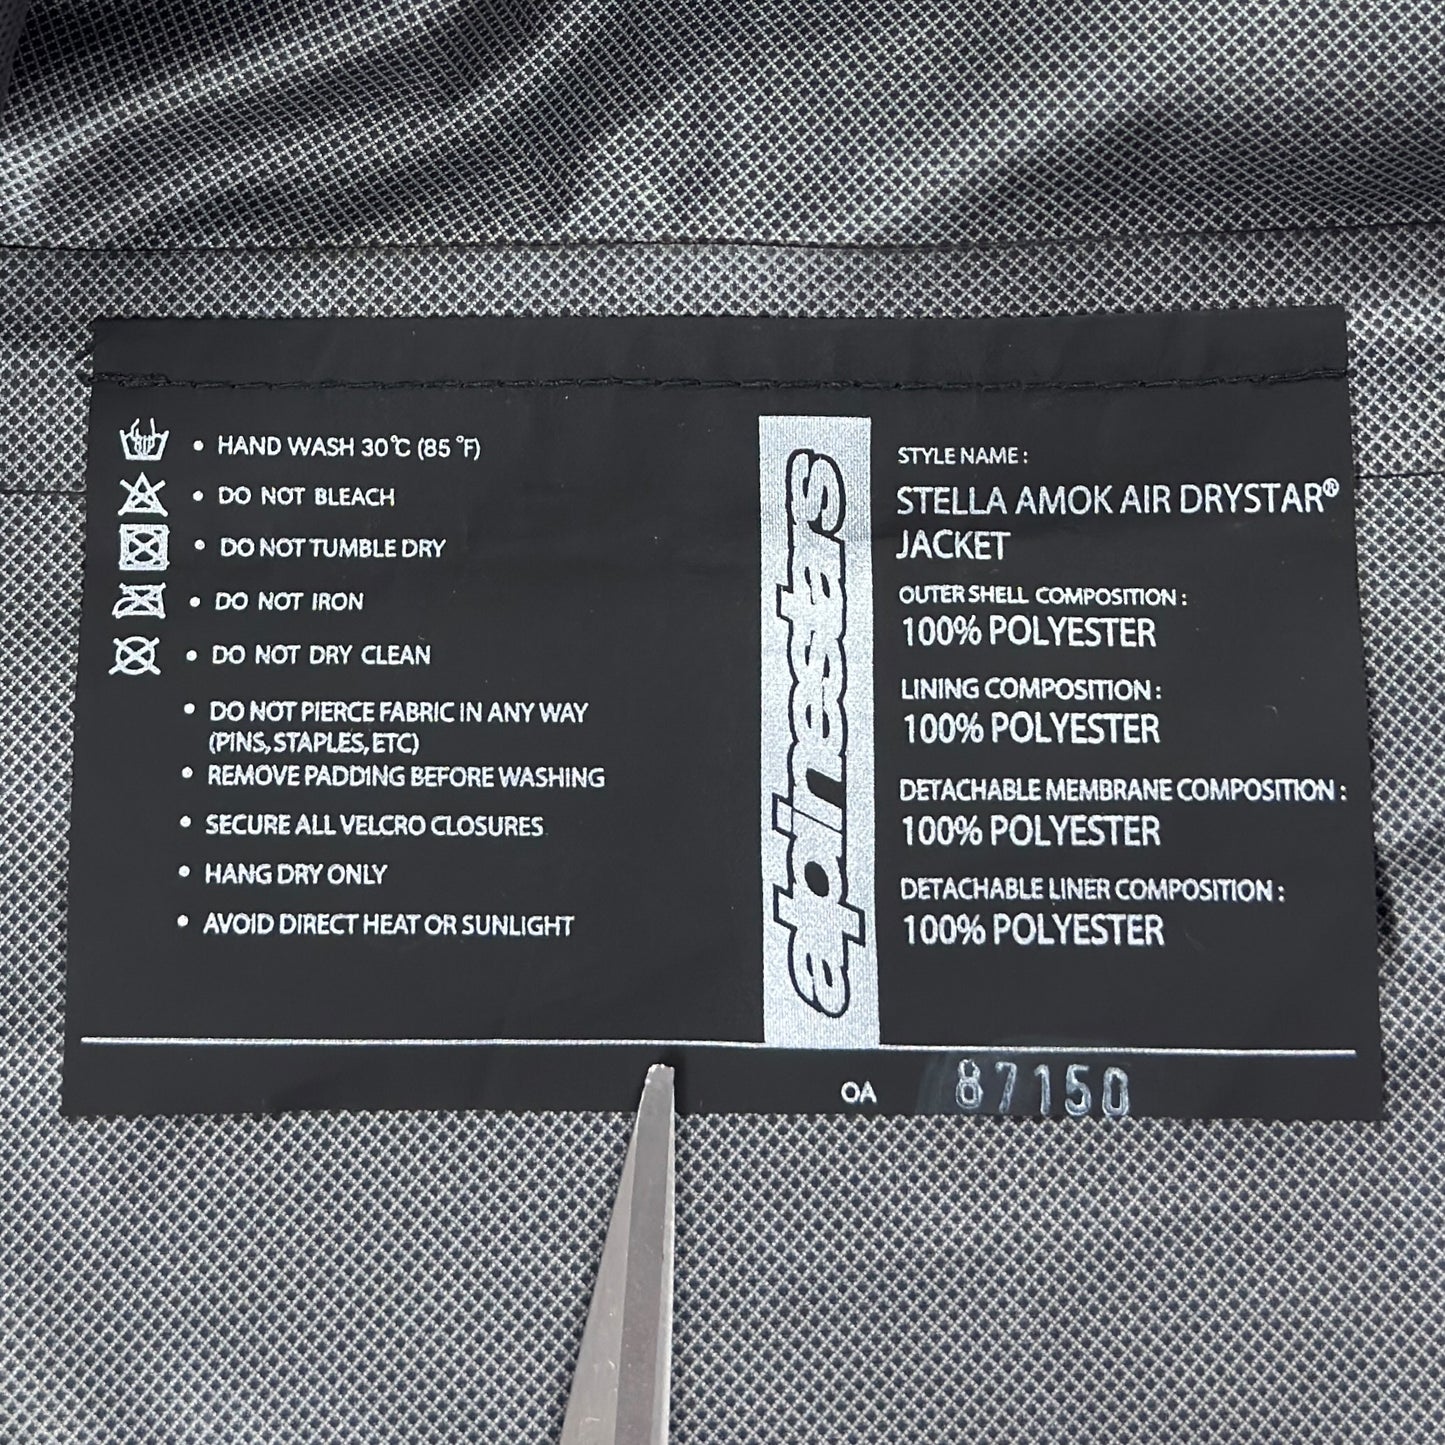 • HAND WASH 30°C (85 °F)
• DO NOT BLEACH
• DO NOT TUMBLE DRY
• DO NOT IRON
• DO NOT DRY CLEAN
• DO NOT PIERCE FABRIC IN ANY WAY
(PINS, STAPLES, ETC)
• REMOVE PADDING BEFORE WASHING
• SECURE ALL VELCRO CLOSURES
• HANG DRY ONLY
• AVOID DIRECT HEAT OR SUNLIGHT
alpinestars
STYLE NAME :
STELLA AMOK AIR DRYSTAR®
JACKET
OUTER SHELL COMPOSITION :
100% POLYESTER
LINING COMPOSITION :
100% POLYESTER
DETACHABLE MEMBRANE COMPOSITION :
100% POLYESTER
DETACHABLE LINER COMPOSITION :
100% POLYESTER
OA 87150